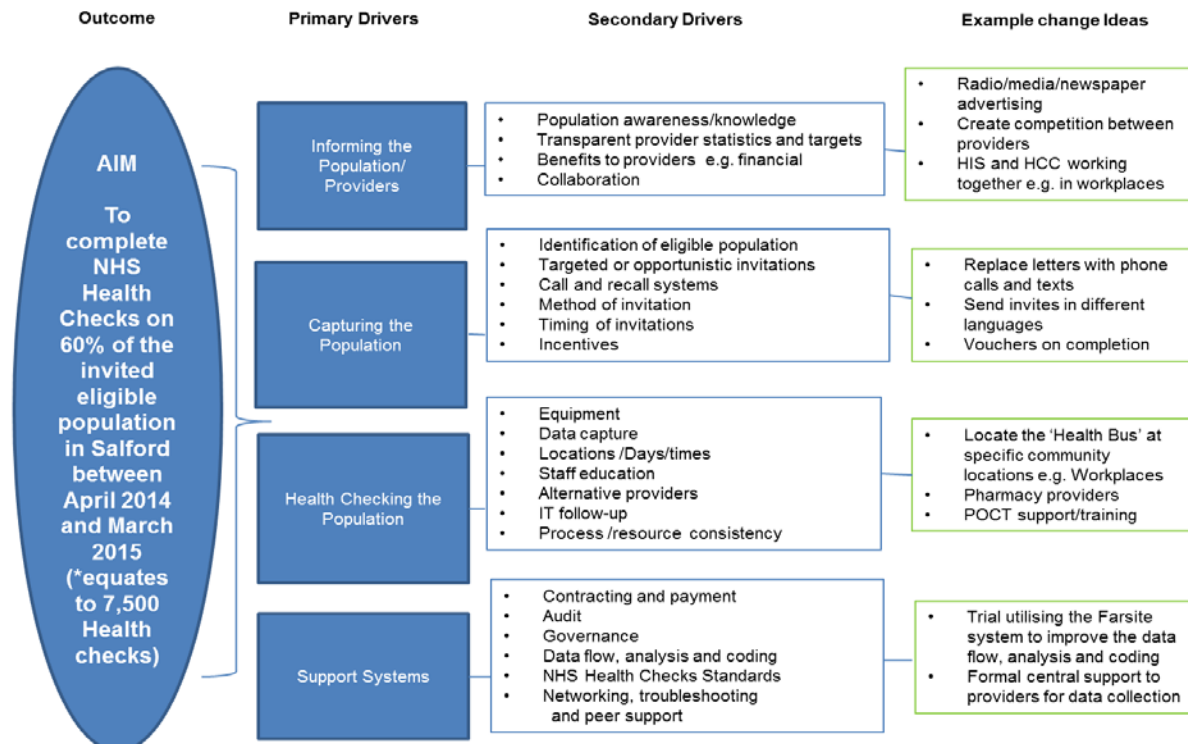 Outcome
Primary Drivers
Secondary Drivers
Example change Ideas
AIM
To
complete
NHS
Health
Checks on
60% of the
invited
eligible
population
in Salford
between
April 2014
and March
2015
(*equates
to 7,500
Health
checks)
Informing the
Population/
Providers
• Population awareness/knowledge
• Transparent provider statistics and targets
• Benefits to providers e.g. financial
• Collaboration
• Radio/media/newspaper
advertising
• Create competition between
providers
• HIS and HCC working
together e.g. in workplaces
Capturing the
Population
• Identification of eligible population
• Targeted or opportunistic invitations
• Call and recall systems
• Method of invitation
• Timing of invitations
• Incentives
• Replace letters with phone
calls and texts
• Send invites in different
languages
• Vouchers on completion
Health Checking the
Population
• Equipment
• Data capture
• Locations /Days/times
• Staff education
• Alternative providers
• IT follow-up
• Process /resource consistency
• Locate the ‘Health Bus’ at
specific community
locations e.g. Workplaces
• Pharmacy providers
• POCT support/training
Support Systems
• Contracting and payment
• Audit
• Governance
• Data flow, analysis and coding
• NHS Health Checks Standards
• Networking, troubleshooting
and peer support
• Trial utilising the Farsite
system to improve the data
flow, analysis and coding
• Formal central support to
providers for data collection